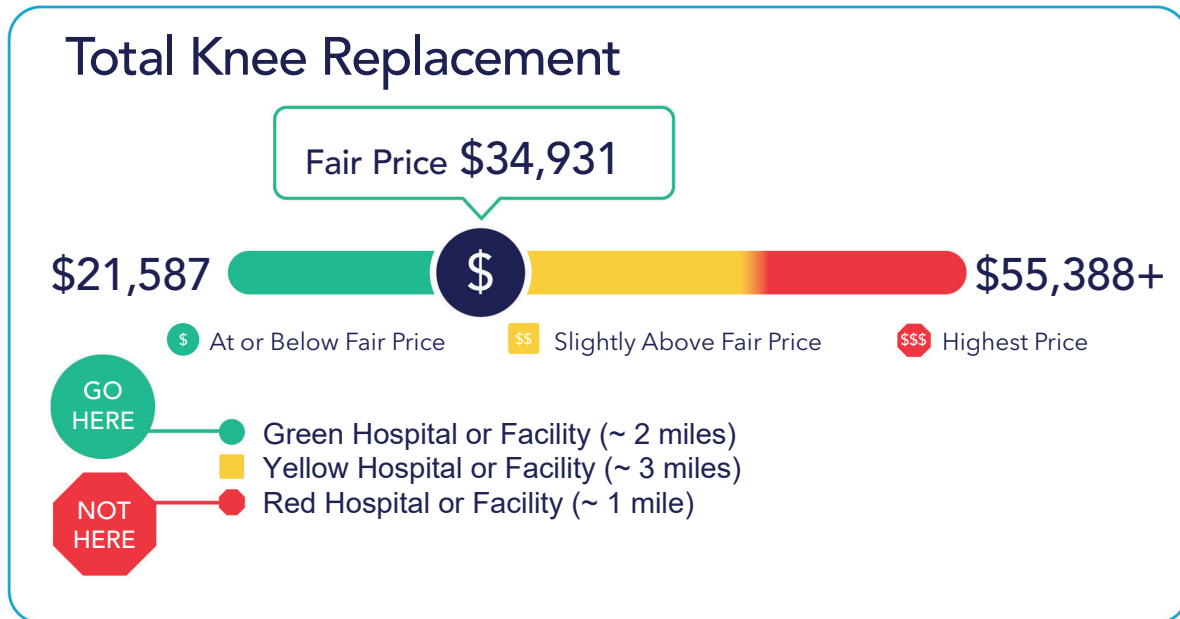 Total Knee Replacement
Fair Price $34,931
$21,587
$
$55,388+
$ At or Below Fair Price
$$ Slightly Above Fair Price
$$$ Highest Price
GO
HERE
Green Hospital or Facility (~ 2 miles)
Yellow Hospital or Facility (~ 3 miles)
Red Hospital or Facility (~ 1 mile)
NOT
HERE